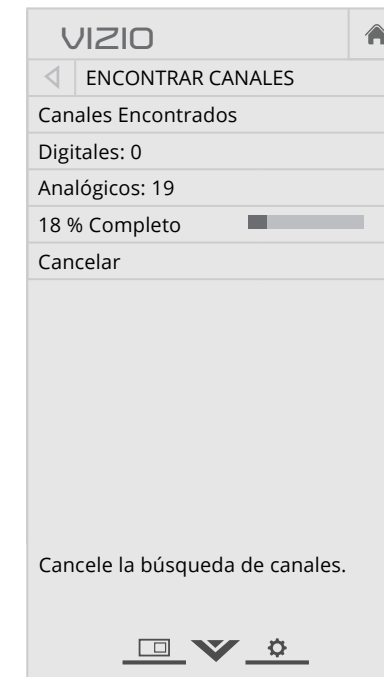 VIZIO
ENCONTRAR CANALES
Canales Encontrados
Digitales: 0
Analógicos: 19
18 % Completo
Cancelar
Cancele la búsqueda de canales.